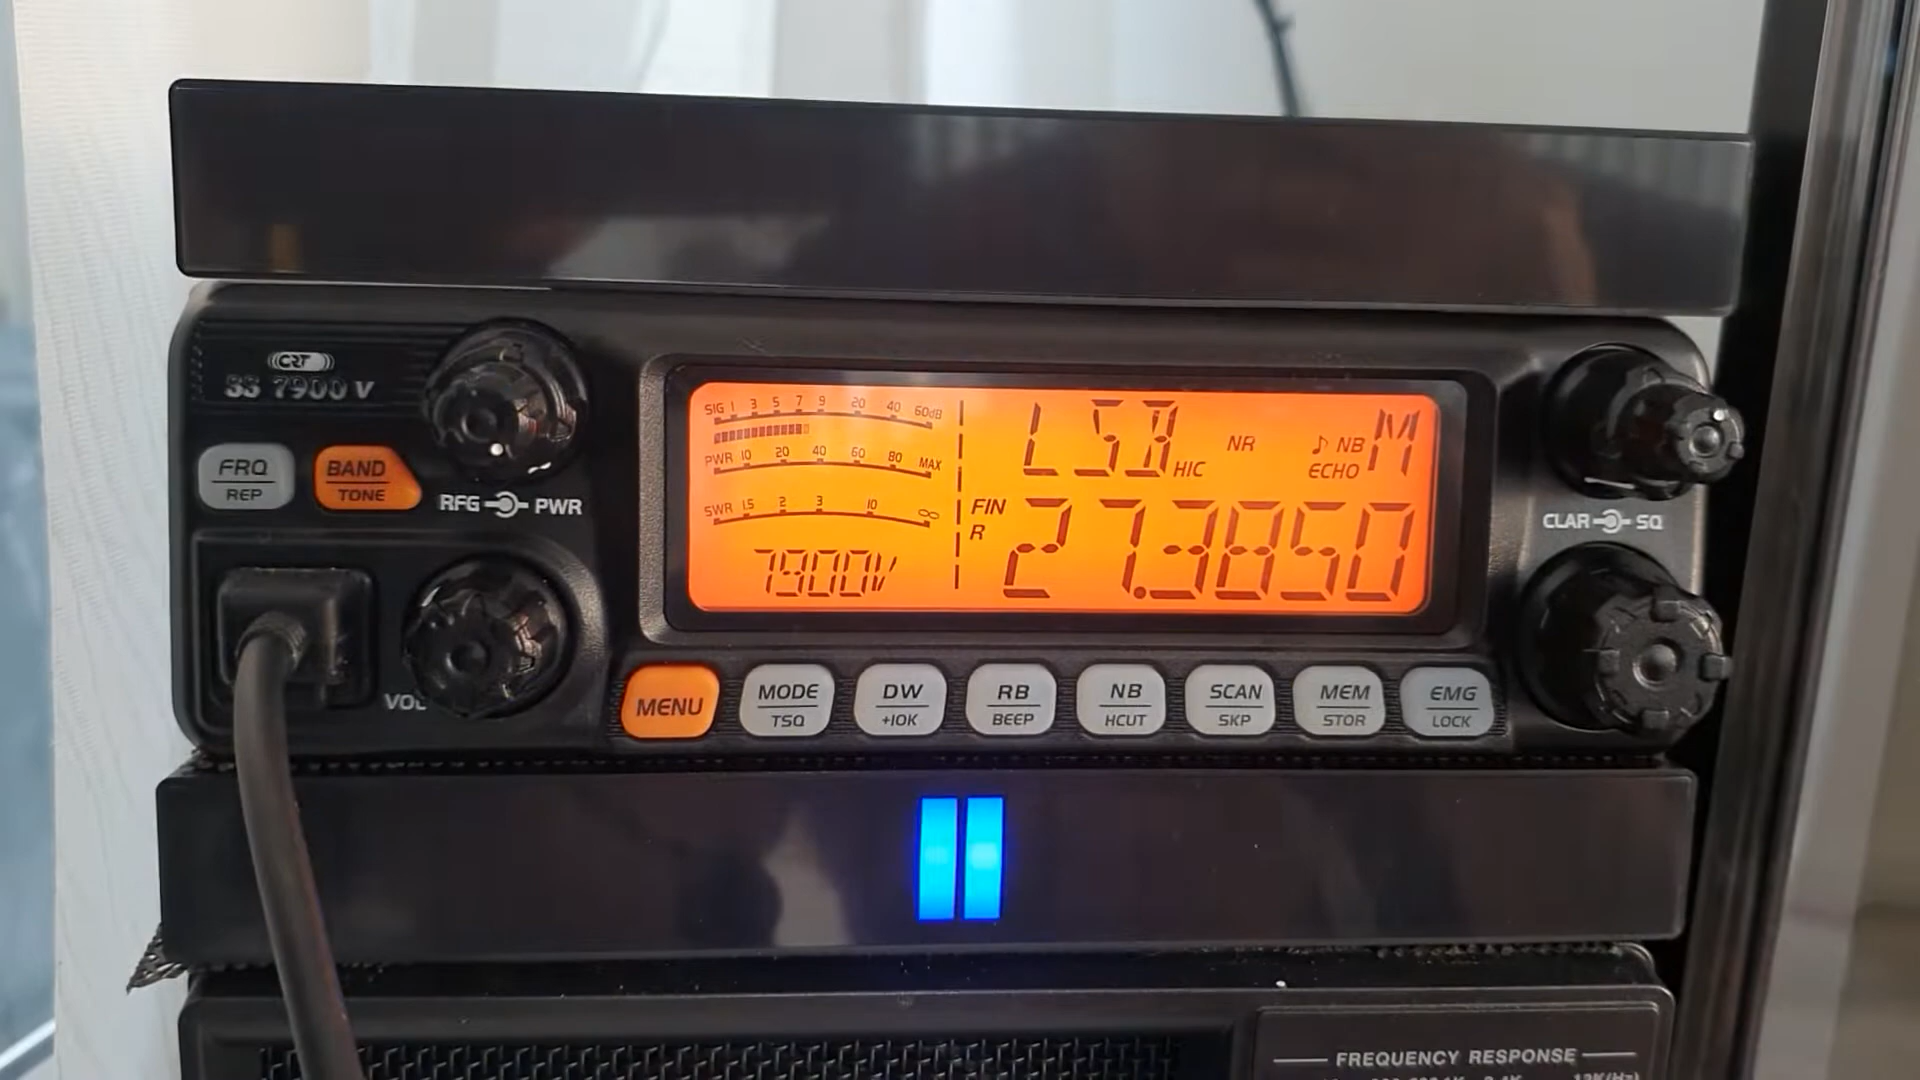 CRT
SS 7900 V
FRQ
REP
BAND
TONE
RFG PWR
VOL
SIG 1 3 5 7 9 20 40 60dB
PWR 10 20 40 60 80 MAX
SWR 1.5 2 3 10 ∞
7900V
LSB HIC NR ♪ NB ECHO M
FIN
R
27.3850
CLAR SQ
MENU
MODE
TSQ
DW
+10K
RB
BEEP
NB
HCUT
SCAN
SKP
MEM
STOR
EMG
LOCK
FREQUENCY RESPONSE